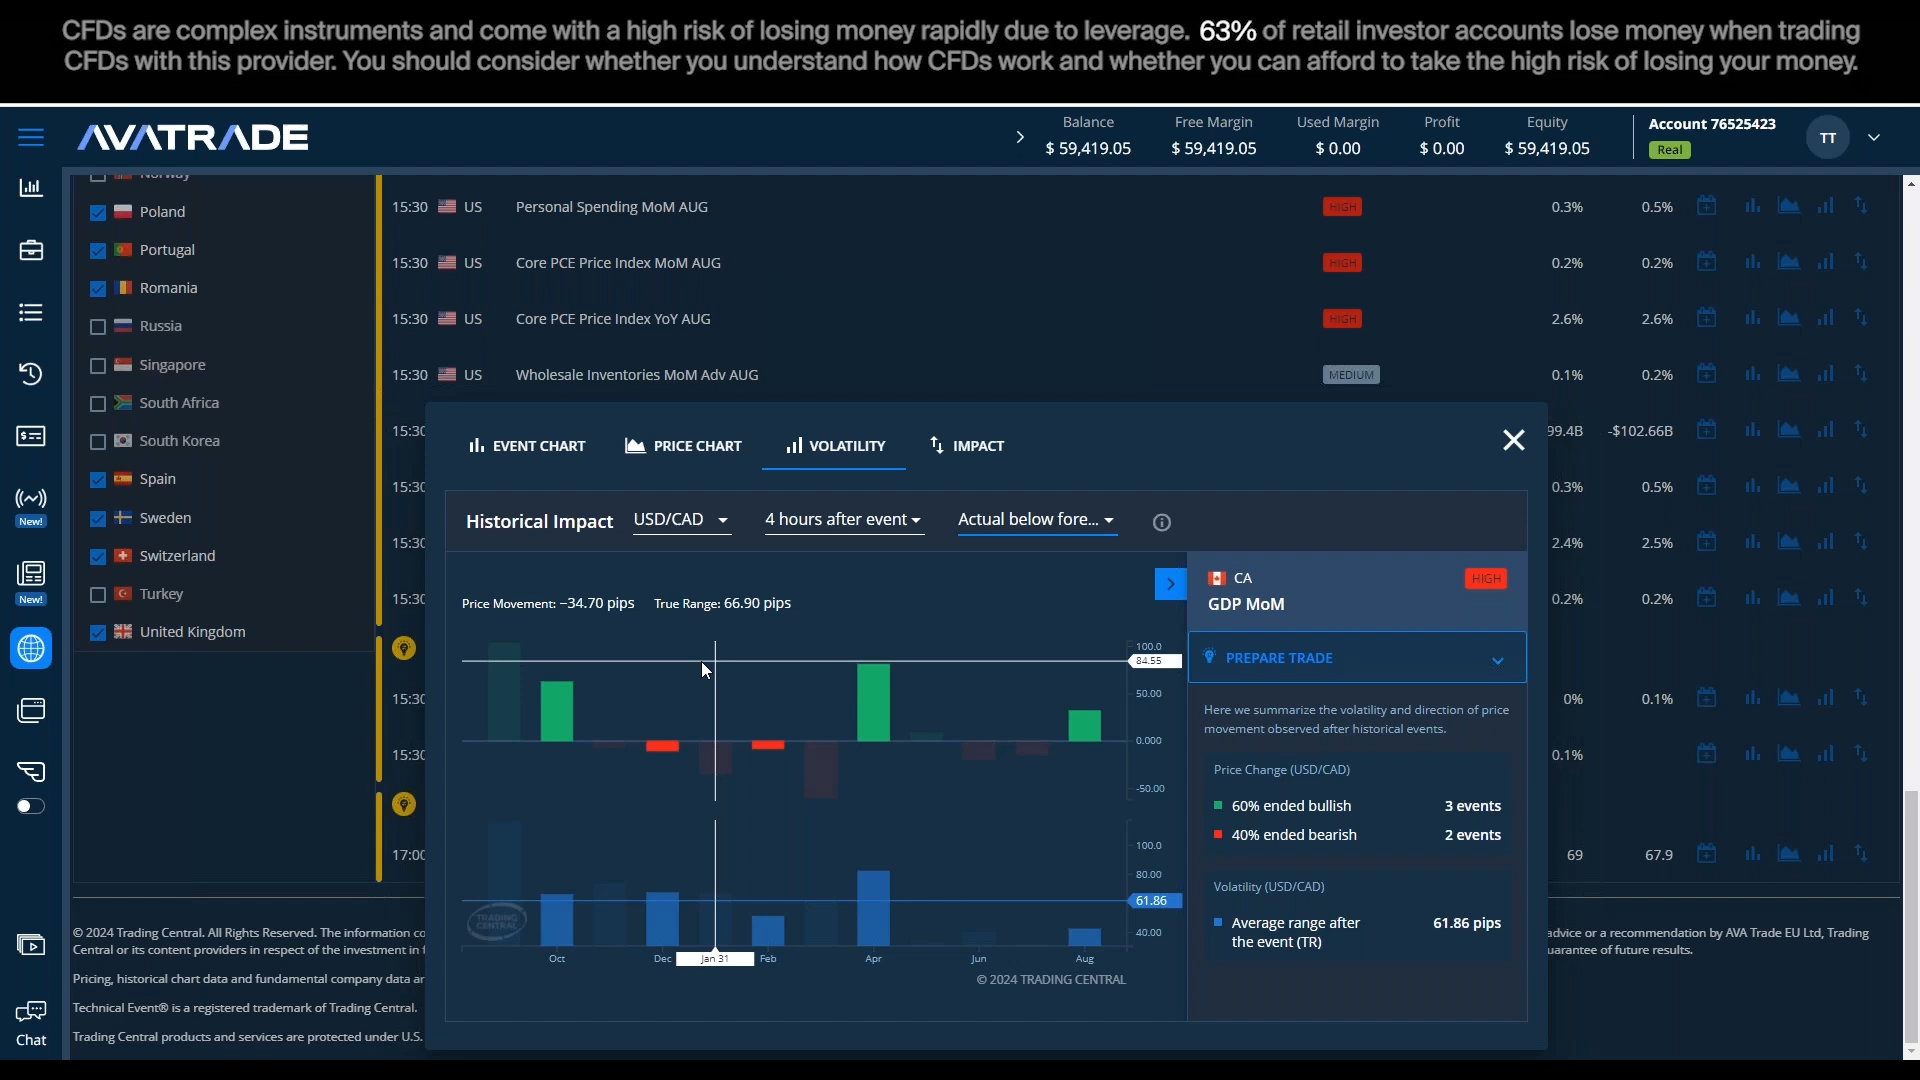 CFDs are complex instruments and come with a high risk of losing money rapidly due to leverage. 63% of retail investor accounts lose money when trading
CFDs with this provider. You should consider whether you understand how CFDs work and whether you can afford to take the high risk of losing your money.
AVATRADE
Balance
$ 59,419.05
Free Margin
$ 59,419.05
Used Margin
$ 0.00
Profit
$ 0.00
Equity
$ 59,419.05
Account 76525423
Real
TT
New!
New!
Chat
Norway
Poland
Portugal
Romania
Russia
Singapore
South Africa
South Korea
Spain
Sweden
Switzerland
Turkey
United Kingdom
15:30 US Personal Spending MoM AUG HIGH 0.3% 0.5%
15:30 US Core PCE Price Index MoM AUG HIGH 0.2% 0.2%
15:30 US Core PCE Price Index YoY AUG HIGH 2.6% 2.6%
15:30 US Wholesale Inventories MoM Adv AUG MEDIUM 0.1% 0.2%
15:30 99.4B -$102.66B
15:30 0.3% 0.5%
15:30 2.4% 2.5%
15:30 0.2% 0.2%
15:30 0% 0.1%
15:30 0.1%
17:00 69 67.9
EVENT CHART PRICE CHART VOLATILITY IMPACT
Historical Impact USD/CAD 4 hours after event Actual below fore...
Price Movement: −34.70 pips True Range: 66.90 pips
100.0
84.55
50.00
0.000
-50.00
100.0
80.00
61.86
40.00
TRADING
CENTRAL
Oct Dec Jan 31 Feb Apr Jun Aug
© 2024 TRADING CENTRAL
CA HIGH
GDP MoM
PREPARE TRADE
Here we summarize the volatility and direction of price
movement observed after historical events.
Price Change (USD/CAD)
60% ended bullish 3 events
40% ended bearish 2 events
Volatility (USD/CAD)
Average range after 61.86 pips
the event (TR)
© 2024 Trading Central. All Rights Reserved. The information co
advice or a recommendation by AVA Trade EU Ltd, Trading
Central or its content providers in respect of the investment in f
uarantee of future results.
Pricing, historical chart data and fundamental company data ar
Technical Event® is a registered trademark of Trading Central.
Trading Central products and services are protected under U.S.